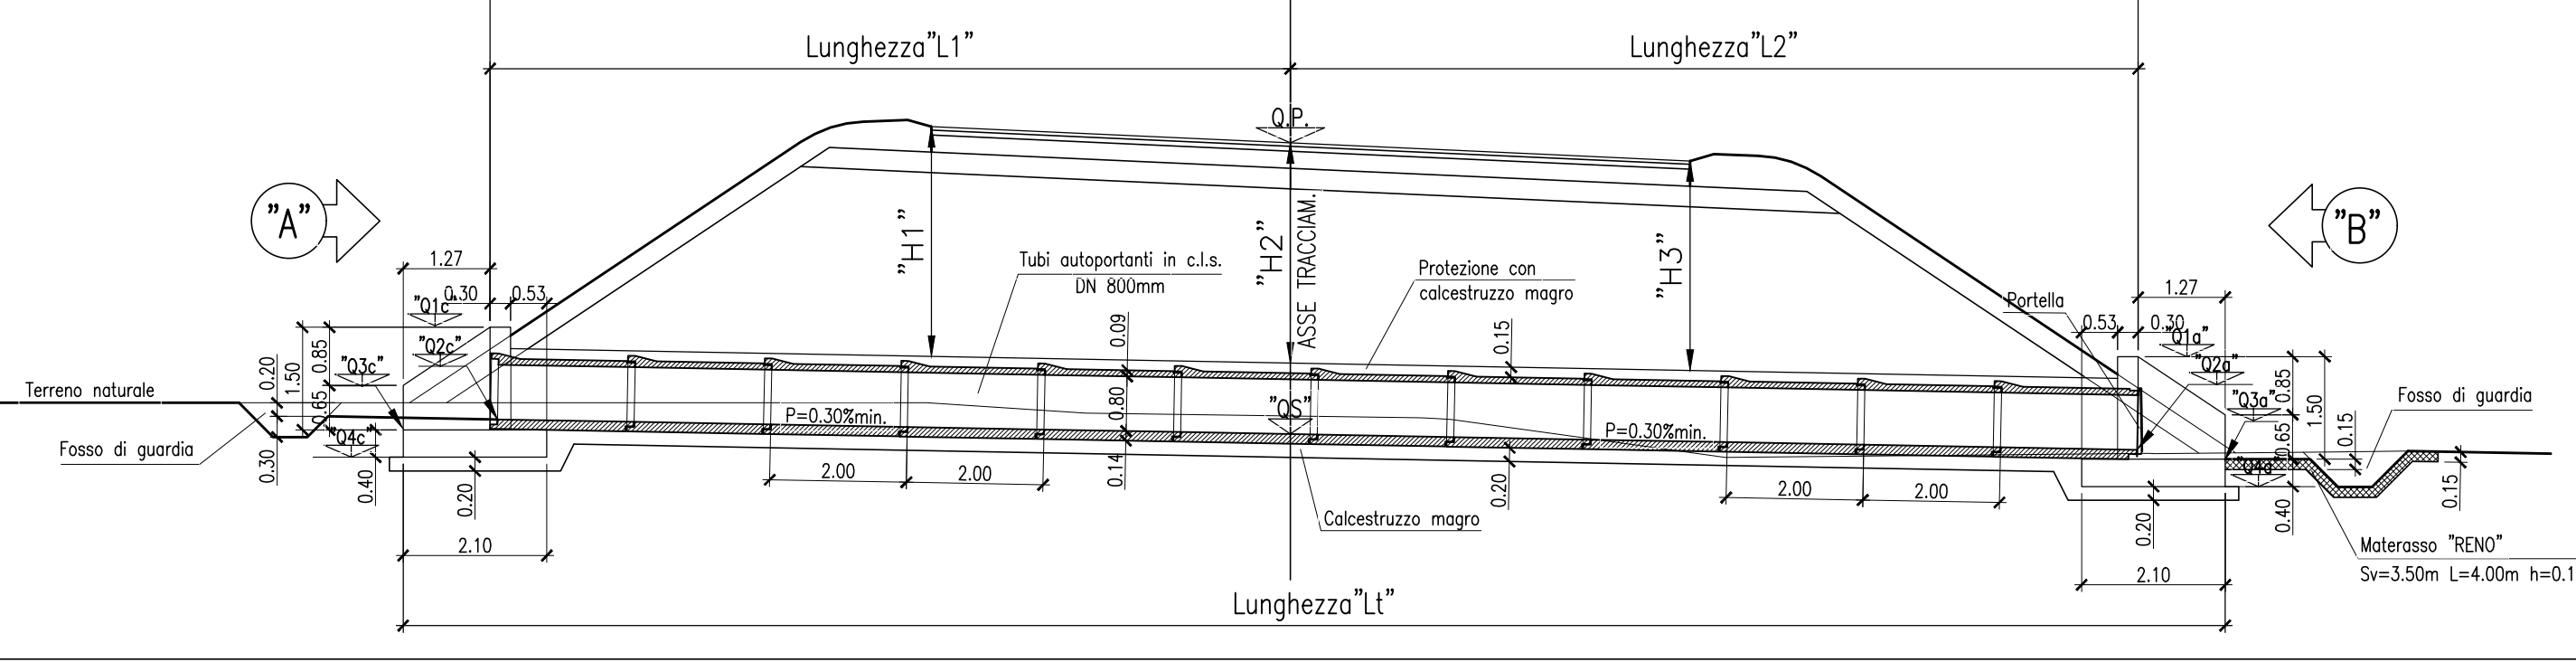 Lunghezza"L1"
Lunghezza"L2"
Q.P.
"A"
"B"
"H1"
"H2"
ASSE TRACCIAM.
"H3"
Tubi autoportanti in c.l.s.
DN 800mm
Protezione con
calcestruzzo magro
Portella
1.27
0.30
0.53
"Q1c"
"Q2c"
"Q3c"
"Q4c"
0.20
1.50
0.85
0.65
0.30
0.40
0.20
2.10
Terreno naturale
Fosso di guardia
P=0.30%min.
"QS"
P=0.30%min.
0.09
0.80
0.14
0.15
0.20
2.00
2.00
2.00
2.00
Calcestruzzo magro
1.27
0.53
0.30
"Q1a"
"Q2a"
"Q3a"
"Q4a"
0.85
0.65
1.50
0.15
0.40
0.20
2.10
0.15
Fosso di guardia
Materasso "RENO"
Sv=3.50m L=4.00m h=0.1
Lunghezza"Lt"